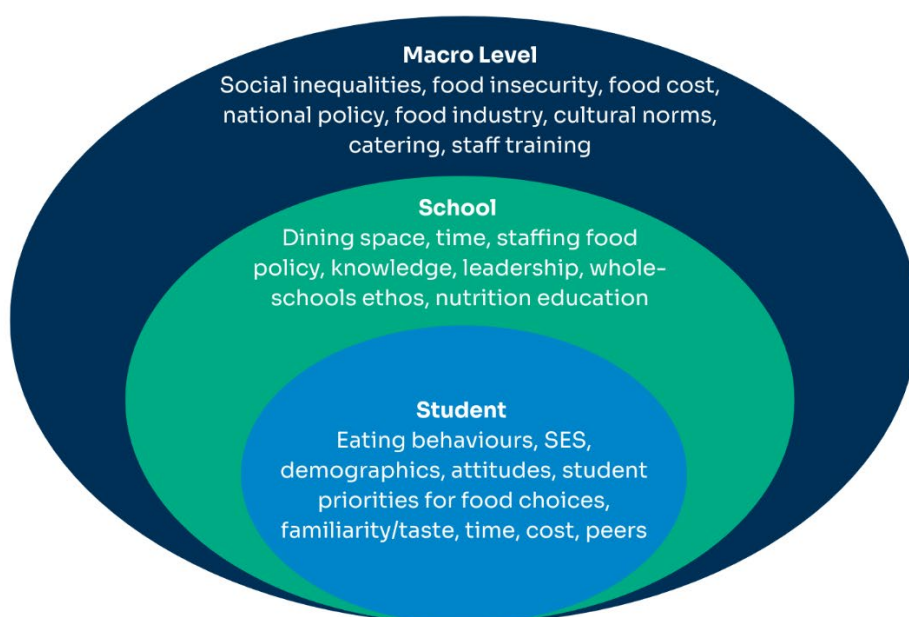 Macro Level
Social inequalities, food insecurity, food cost,
national policy, food industry, cultural norms,
catering, staff training
School
Dining space, time, staffing food
policy, knowledge, leadership, whole-
schools ethos, nutrition education
Student
Eating behaviours, SES,
demographics, attitudes, student
priorities for food choices,
familiarity/taste, time, cost, peers